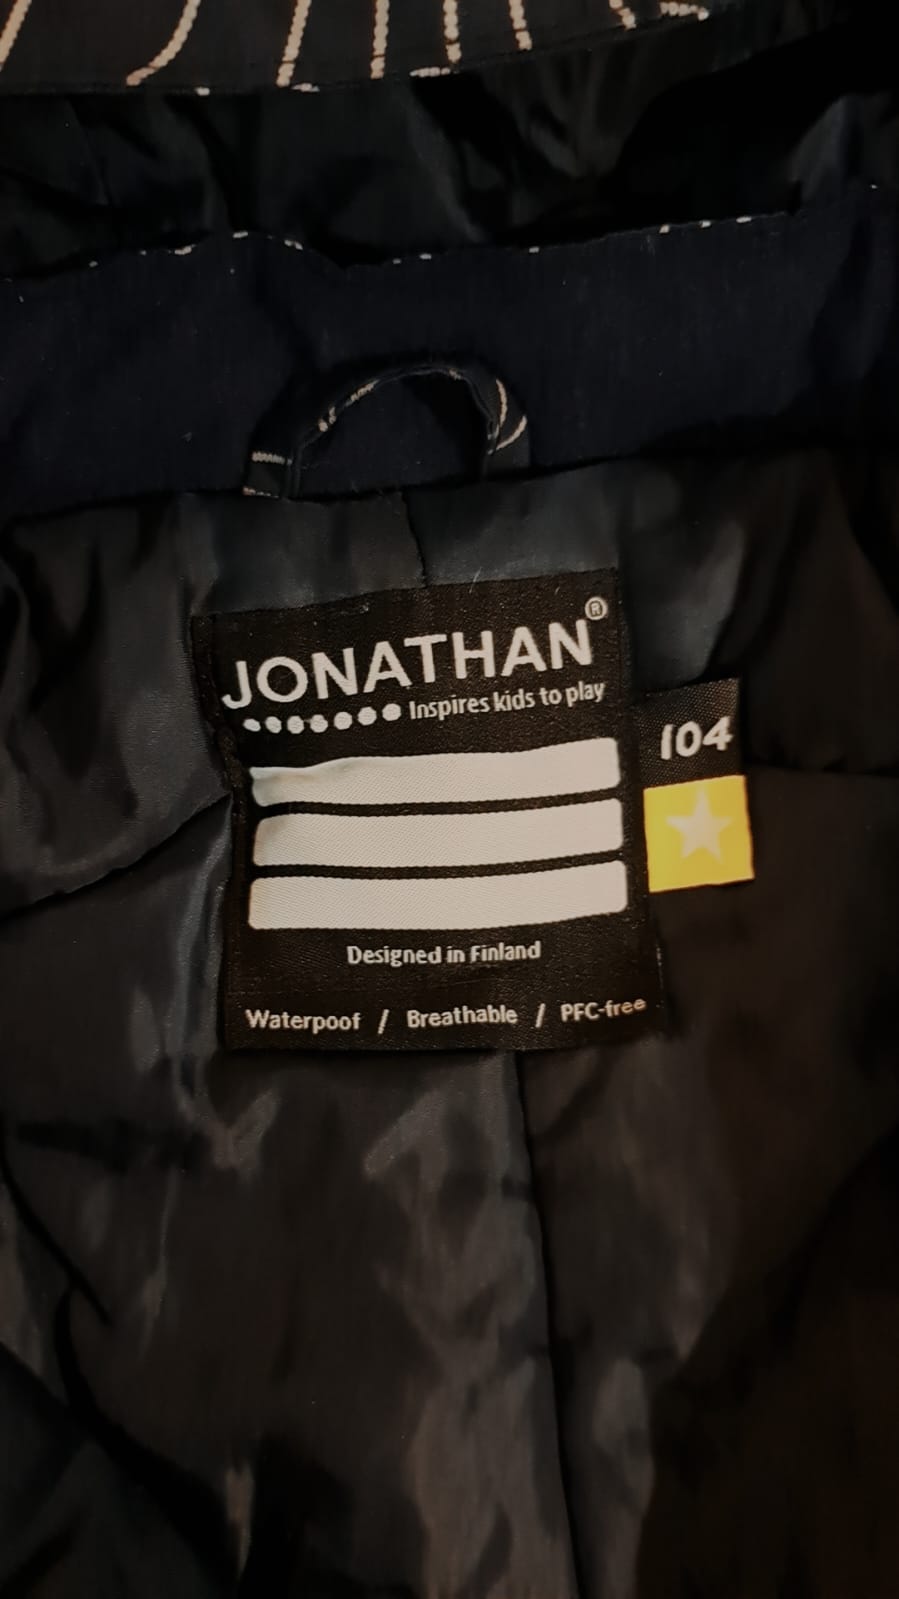 JONATHAN®
Inspires kids to play
104
Designed in Finland
Waterpoof / Breathable / PFC-free